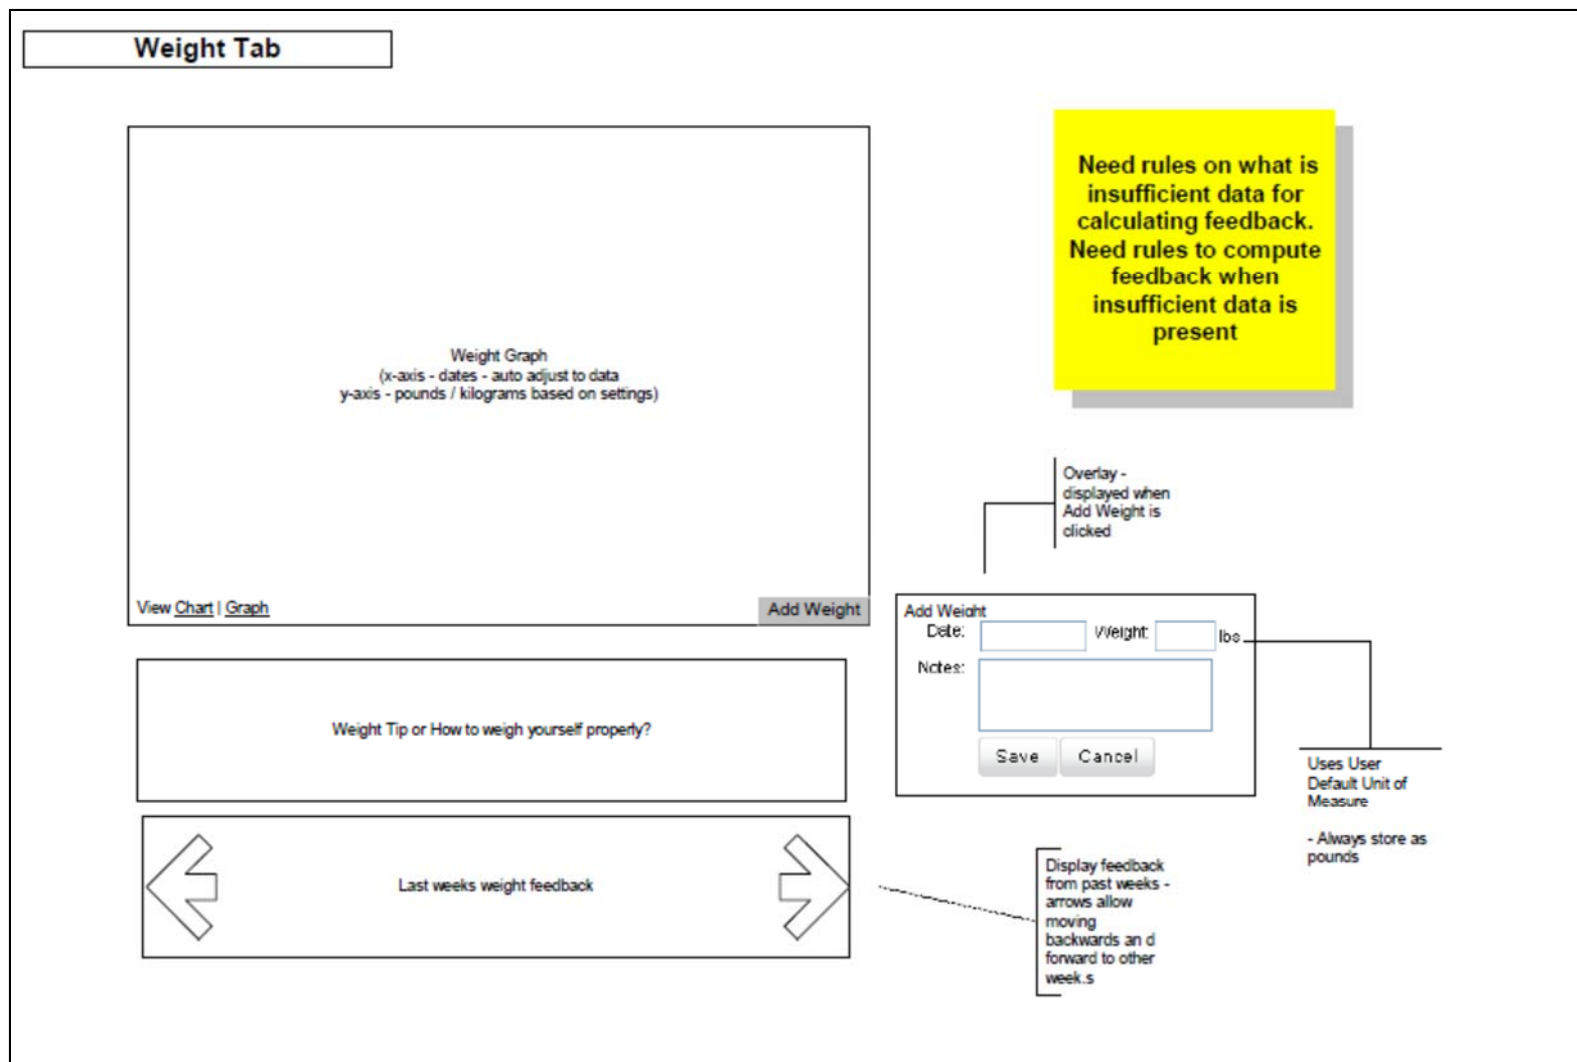 Weight Tab
Need rules on what is
insufficient data for
calculating feedback.
Need rules to compute
feedback when
insufficient data is
present
Weight Graph
(x-axis - dates - auto adjust to data
y-axis - pounds / kilograms based on settings)
View Chart | Graph
Add Weight
Overlay -
displayed when
Add Weight is
clicked
Add Weight
Date:
Weight:
lbs
Notes:
Save
Cancel
Uses User
Default Unit of
Measure
- Always store as
pounds
Weight Tip or How to weigh yourself properly?
Last weeks weight feedback
Display feedback
from past weeks -
arrows allow
moving
backwards an d
forward to other
week.s